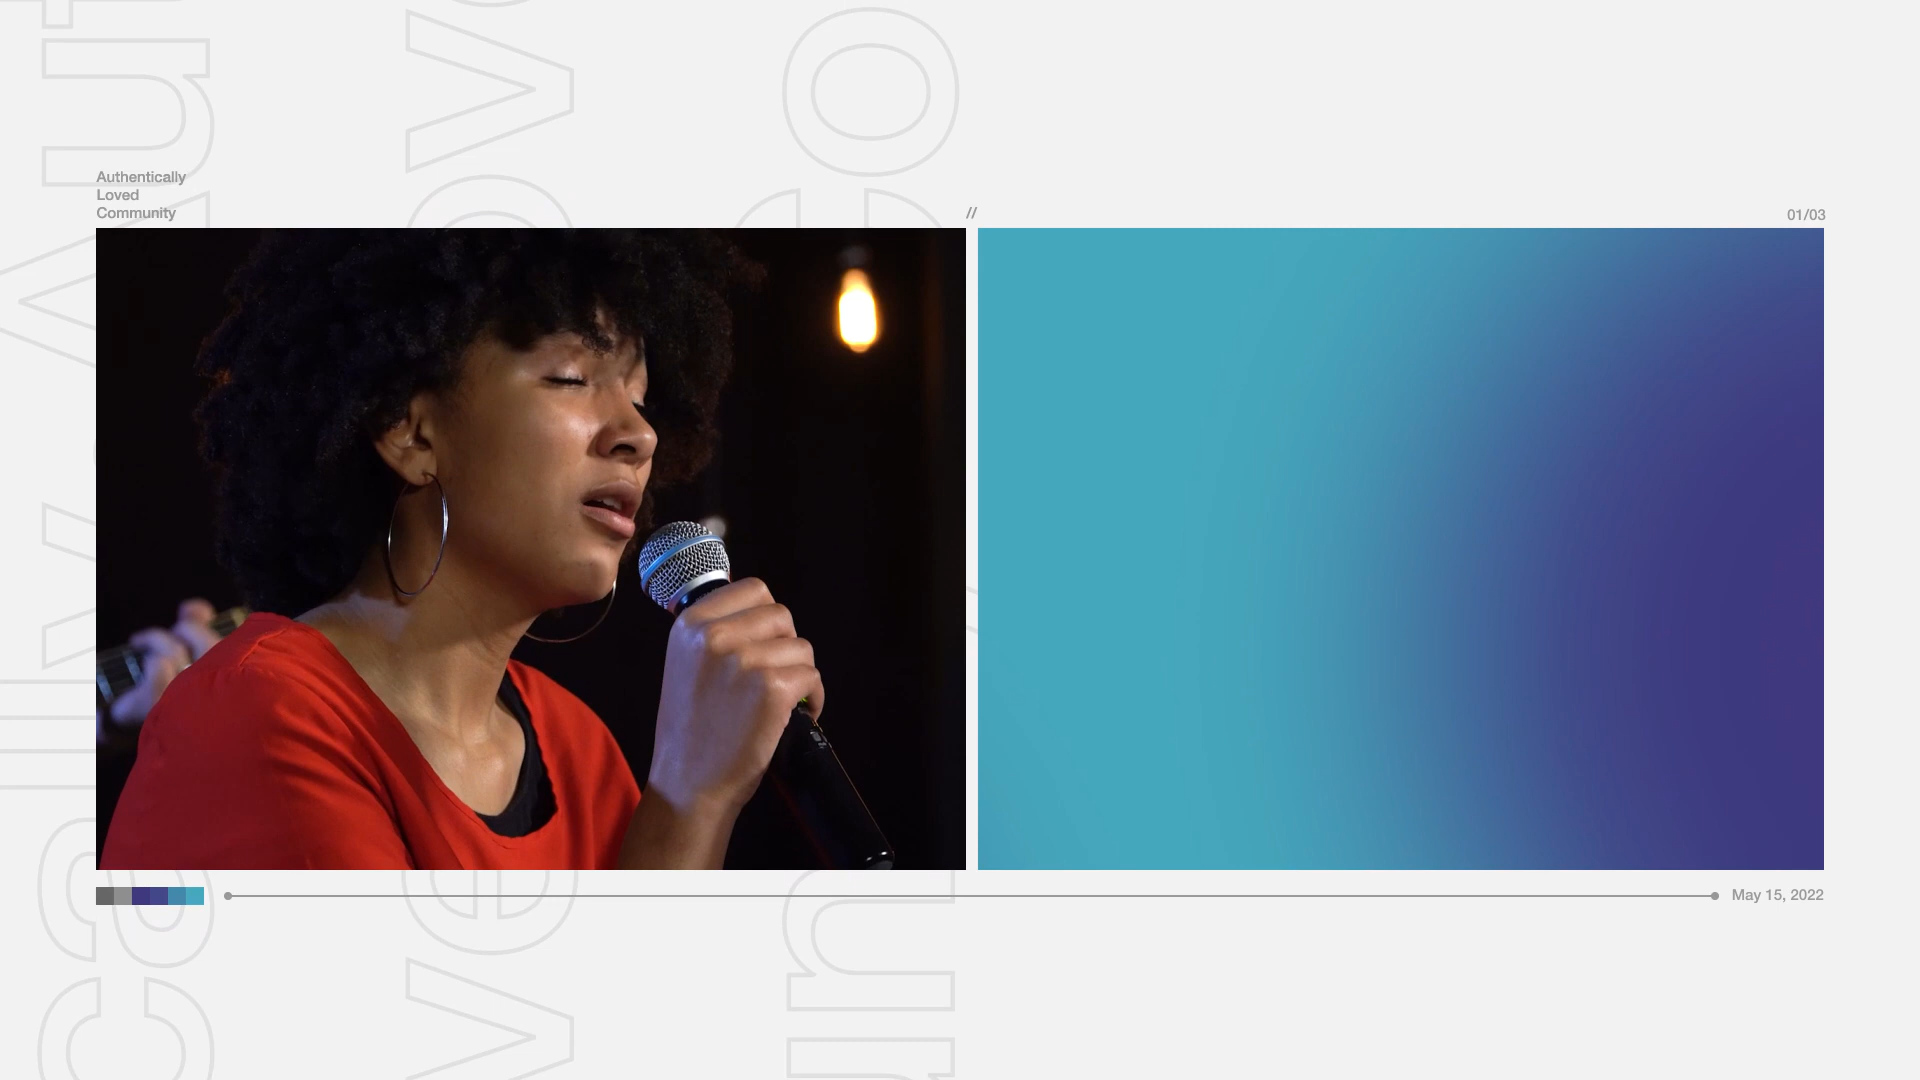 Authentically
Loved
Community
//
01/03
May 15, 2022